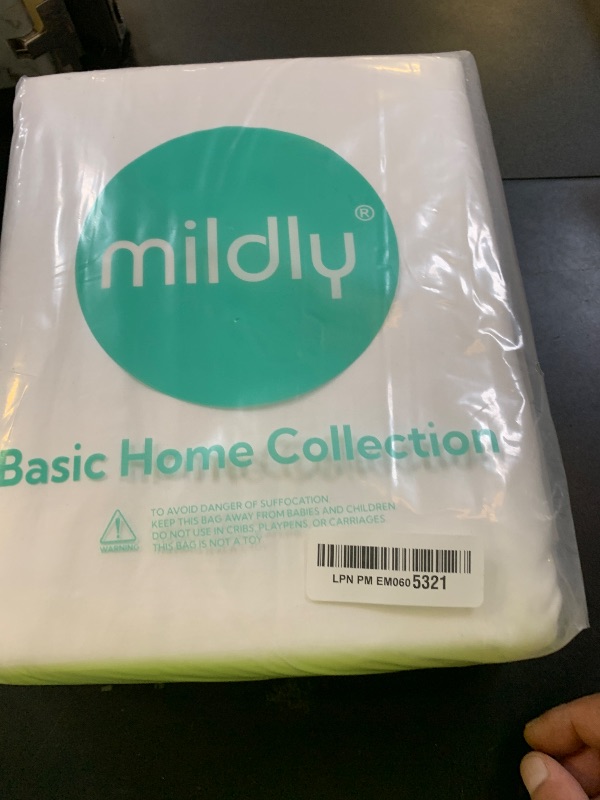 mildly®
Basic Home Collection
TO AVOID DANGER OF SUFFOCATION
KEEP THIS BAG AWAY FROM BABIES AND CHILDREN.
DO NOT USE IN CRIBS, PLAYPENS, OR CARRIAGES.
WARNING THIS BAG IS NOT A TOY
LPN PM EM060 5321